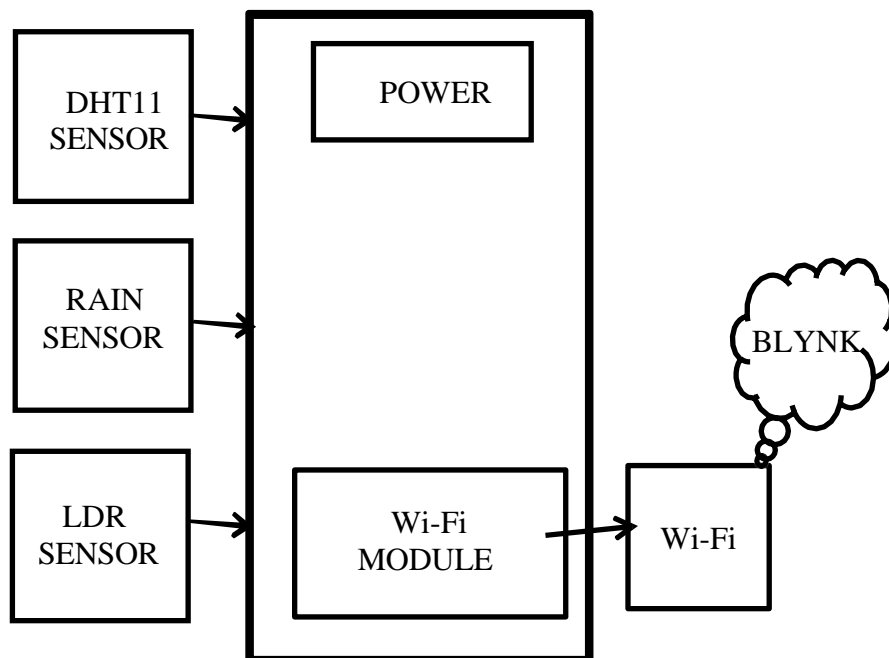 DHT11
SENSOR
POWER
RAIN
SENSOR
BLYNK
LDR
SENSOR
Wi-Fi
MODULE
Wi-Fi